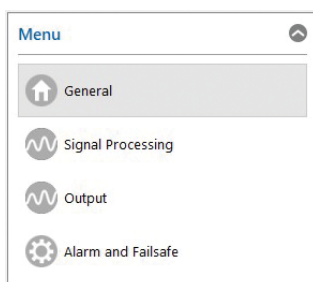 Menu
General
Signal Processing
Output
Alarm and Failsafe